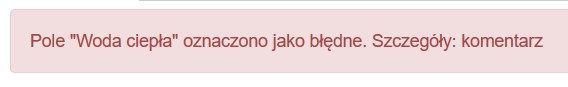 Pole "Woda ciepła" oznaczono jako błędne. Szczegóły: komentarz